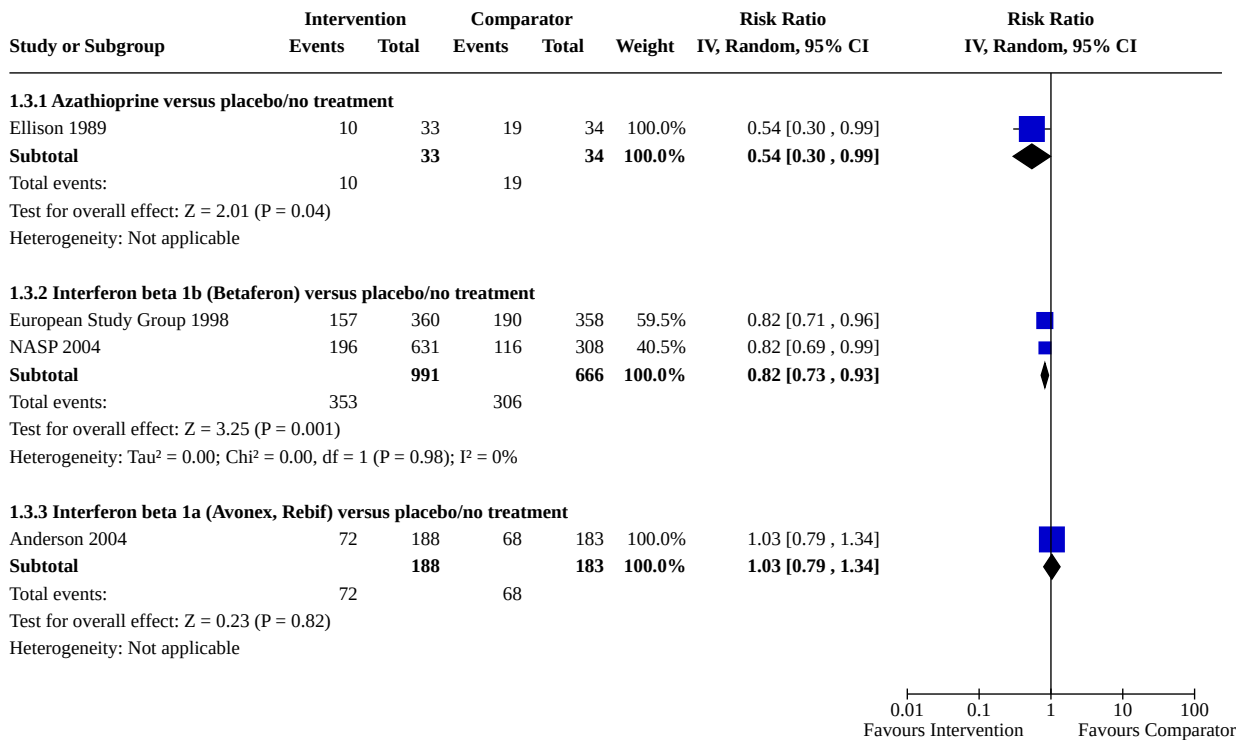 Intervention Comparator Risk Ratio Risk Ratio
Study or Subgroup Events Total Events Total Weight IV, Random, 95% CI IV, Random, 95% CI
1.3.1 Azathioprine versus placebo/no treatment
Ellison 1989 10 33 19 34 100.0% 0.54 [0.30 , 0.99]
Subtotal 33 34 100.0% 0.54 [0.30 , 0.99]
Total events: 10 19
Test for overall effect: Z = 2.01 (P = 0.04)
Heterogeneity: Not applicable
1.3.2 Interferon beta 1b (Betaferon) versus placebo/no treatment
European Study Group 1998 157 360 190 358 59.5% 0.82 [0.71 , 0.96]
NASP 2004 196 631 116 308 40.5% 0.82 [0.69 , 0.99]
Subtotal 991 666 100.0% 0.82 [0.73 , 0.93]
Total events: 353 306
Test for overall effect: Z = 3.25 (P = 0.001)
Heterogeneity: Tau² = 0.00; Chi² = 0.00, df = 1 (P = 0.98); I² = 0%
1.3.3 Interferon beta 1a (Avonex, Rebif) versus placebo/no treatment
Anderson 2004 72 188 68 183 100.0% 1.03 [0.79 , 1.34]
Subtotal 188 183 100.0% 1.03 [0.79 , 1.34]
Total events: 72 68
Test for overall effect: Z = 0.23 (P = 0.82)
Heterogeneity: Not applicable
0.01 0.1 1 10 100
Favours Intervention Favours Comparator